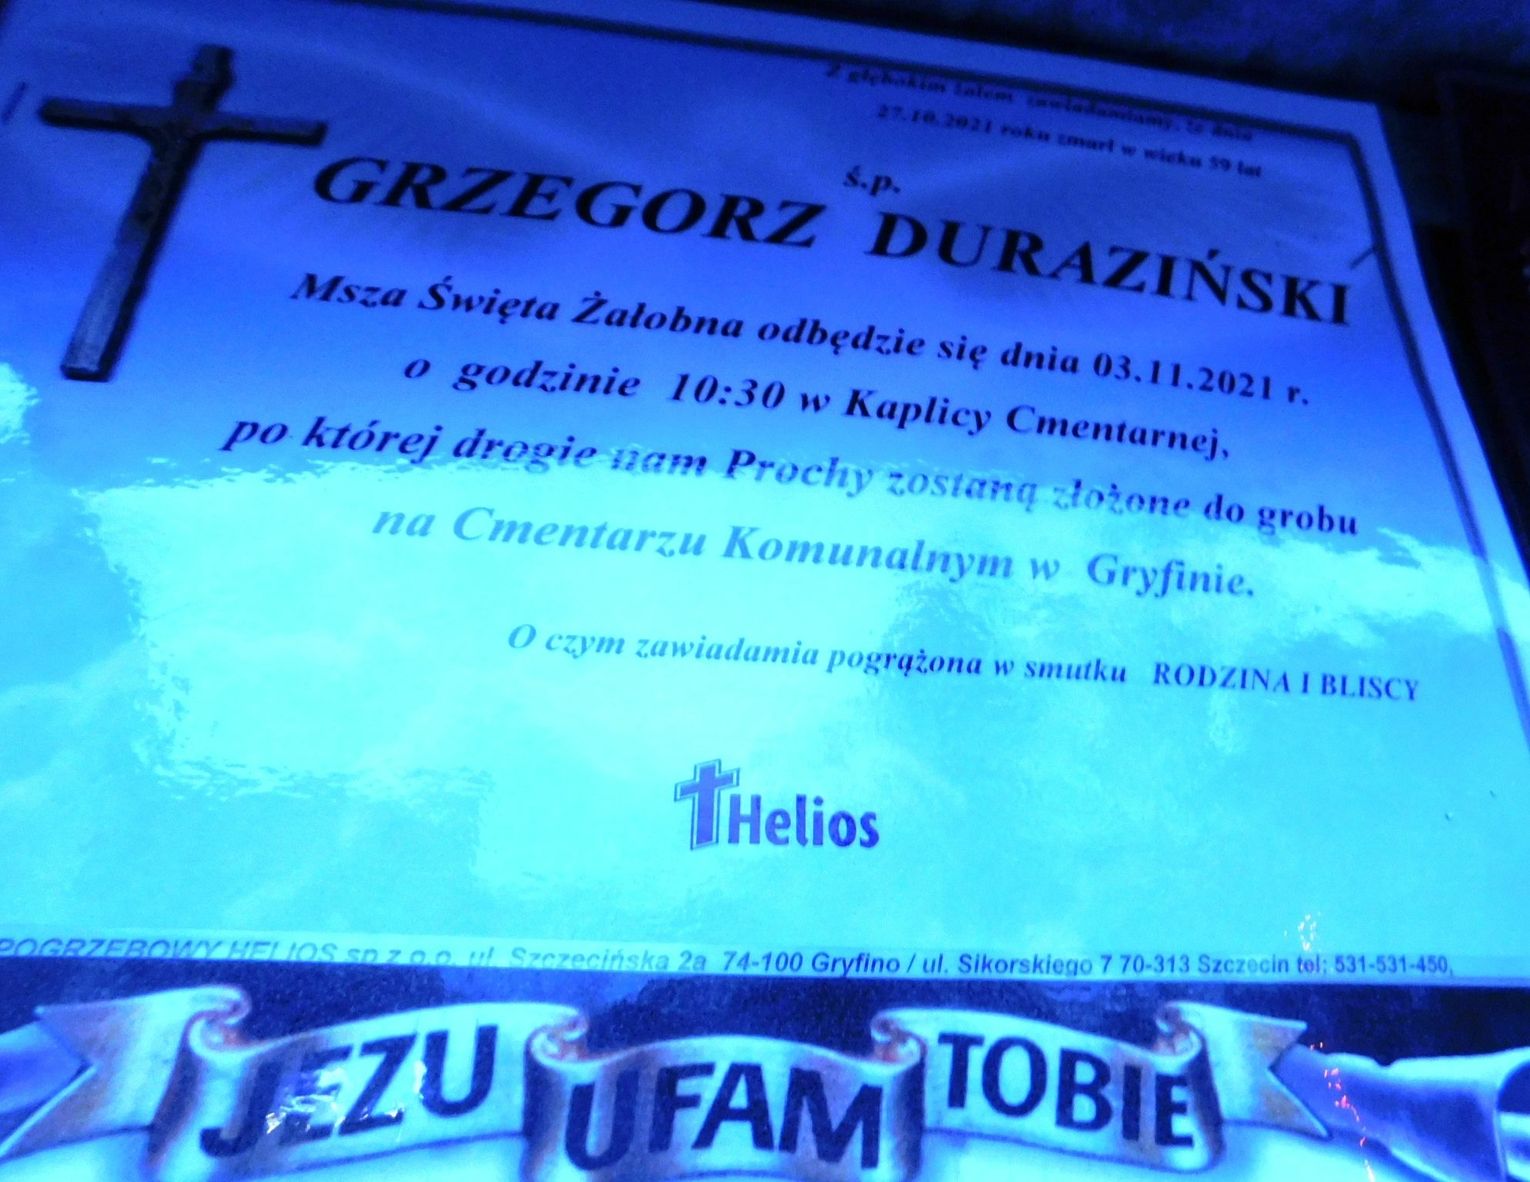 Z głębokim żalem zawiadamiamy, że dnia
27.10.2021 roku zmarł w wieku 59 lat
ś.p.
GRZEGORZ DURAZIŃSKI
Msza Święta Żałobna odbędzie się dnia 03.11.2021 r.
o godzinie 10:30 w Kaplicy Cmentarnej,
po której drogie nam Prochy zostaną złożone do grobu
na Cmentarzu Komunalnym w Gryfinie.
O czym zawiadamia pogrążona w smutku RODZINA I BLISCY
Helios
POGRZEBOWY HELIOS sp z o.o. ul. Szczecińska 2a 74-100 Gryfino / ul. Sikorskiego 7 70-313 Szczecin tel: 531-531-450,
JEZU UFAM TOBIE